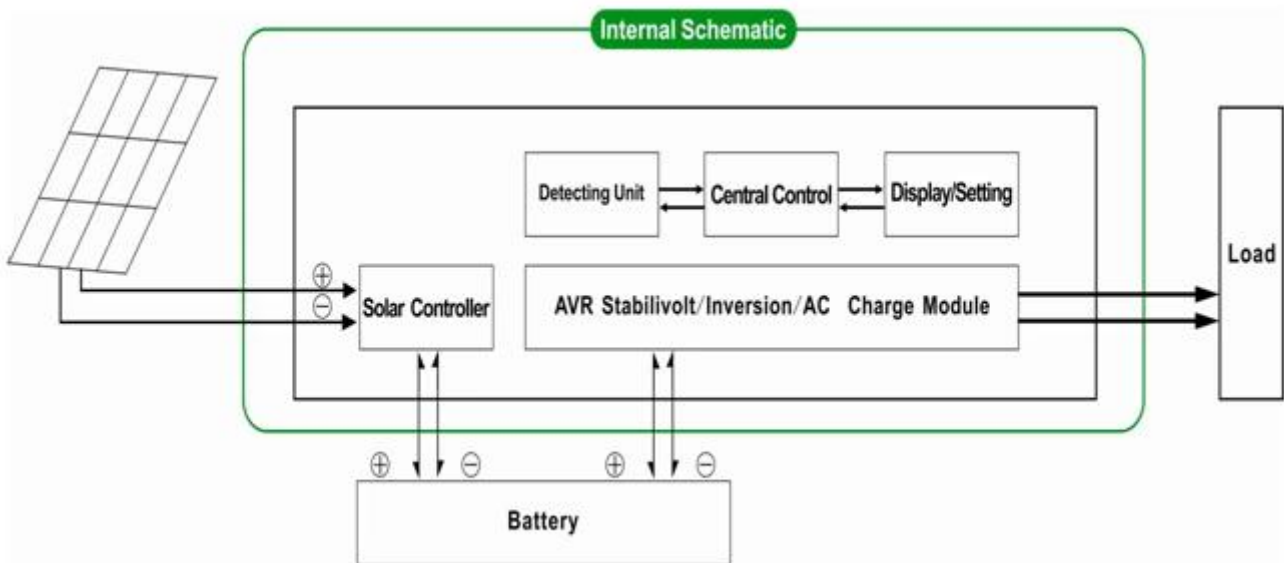 Internal Schematic
Detecting Unit
Central Control
Display/Setting
Load
⊕
⊖
Solar Controller
AVR Stabilivolt/Inversion/AC Charge Module
⊕ ⊖ ⊕ ⊖
Battery